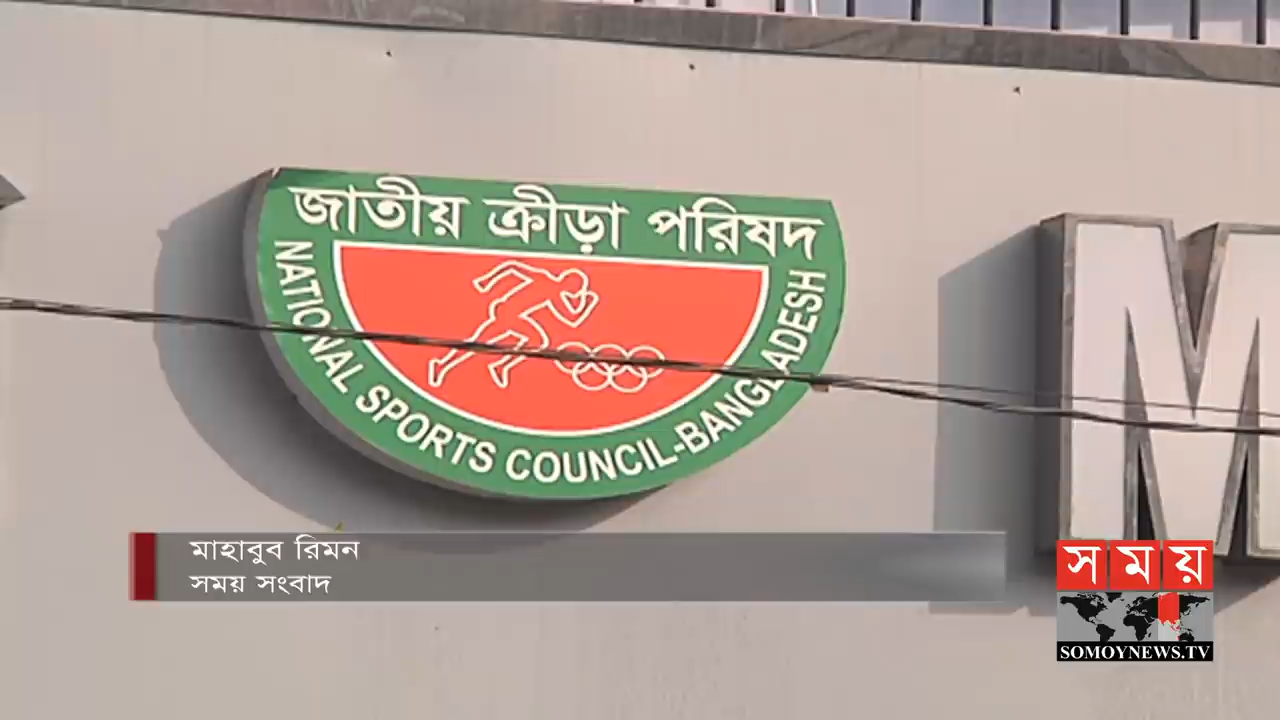 জাতীয় ক্রীড়া পরিষদ
NATIONAL SPORTS COUNCIL-BANGLADESH
M
মাহাবুব রিমন
সময় সংবাদ
সময়
SOMOYNEWS.TV